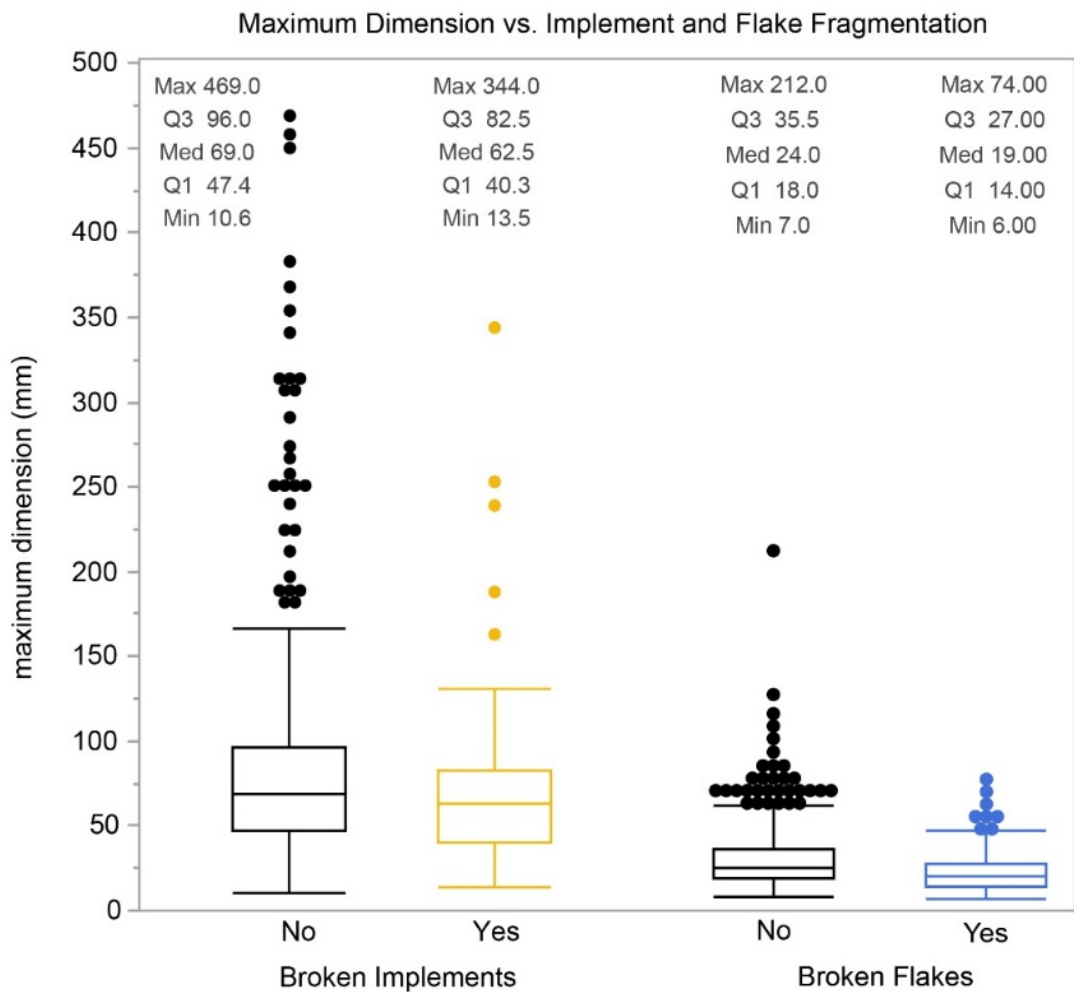 Maximum Dimension vs. Implement and Flake Fragmentation
maximum dimension (mm)
500
450
400
350
300
250
200
150
100
50
0
Max 469.0
Q3 96.0
Med 69.0
Q1 47.4
Min 10.6
Max 344.0
Q3 82.5
Med 62.5
Q1 40.3
Min 13.5
Max 212.0
Q3 35.5
Med 24.0
Q1 18.0
Min 7.0
Max 74.00
Q3 27.00
Med 19.00
Q1 14.00
Min 6.00
No
Yes
No
Yes
Broken Implements
Broken Flakes